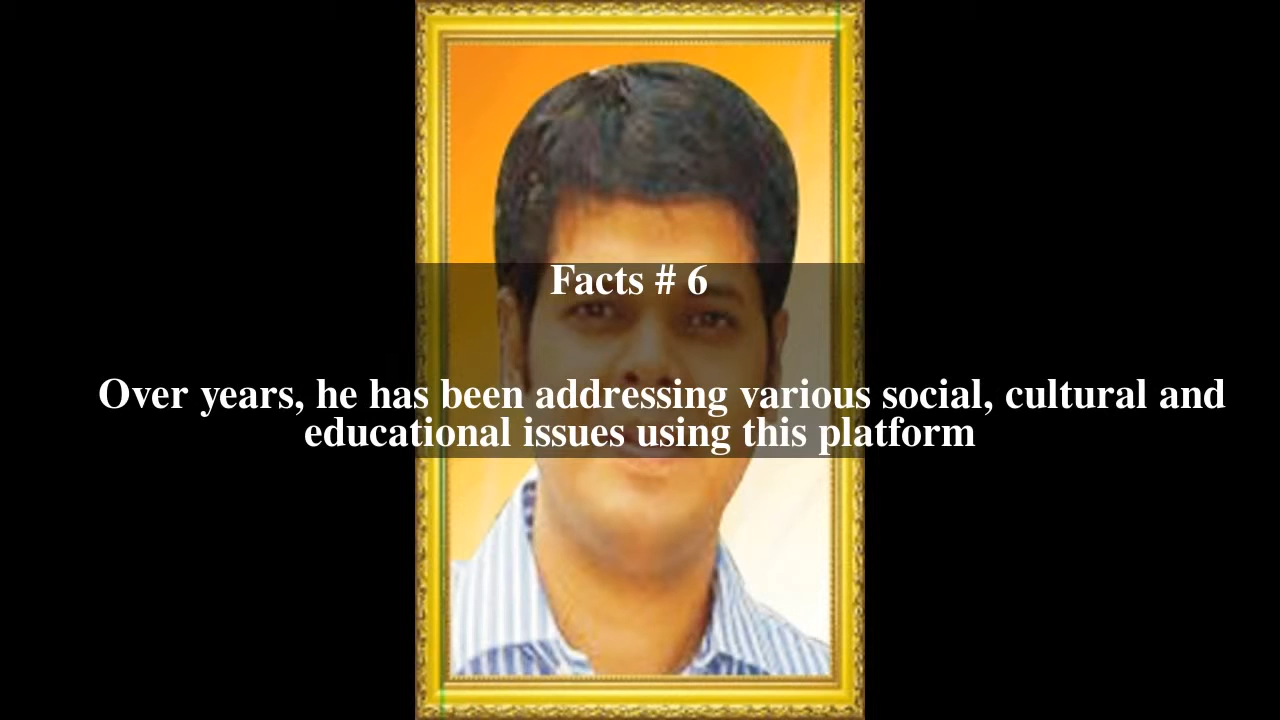 Facts # 6
Over years, he has been addressing various social, cultural and
educational issues using this platform